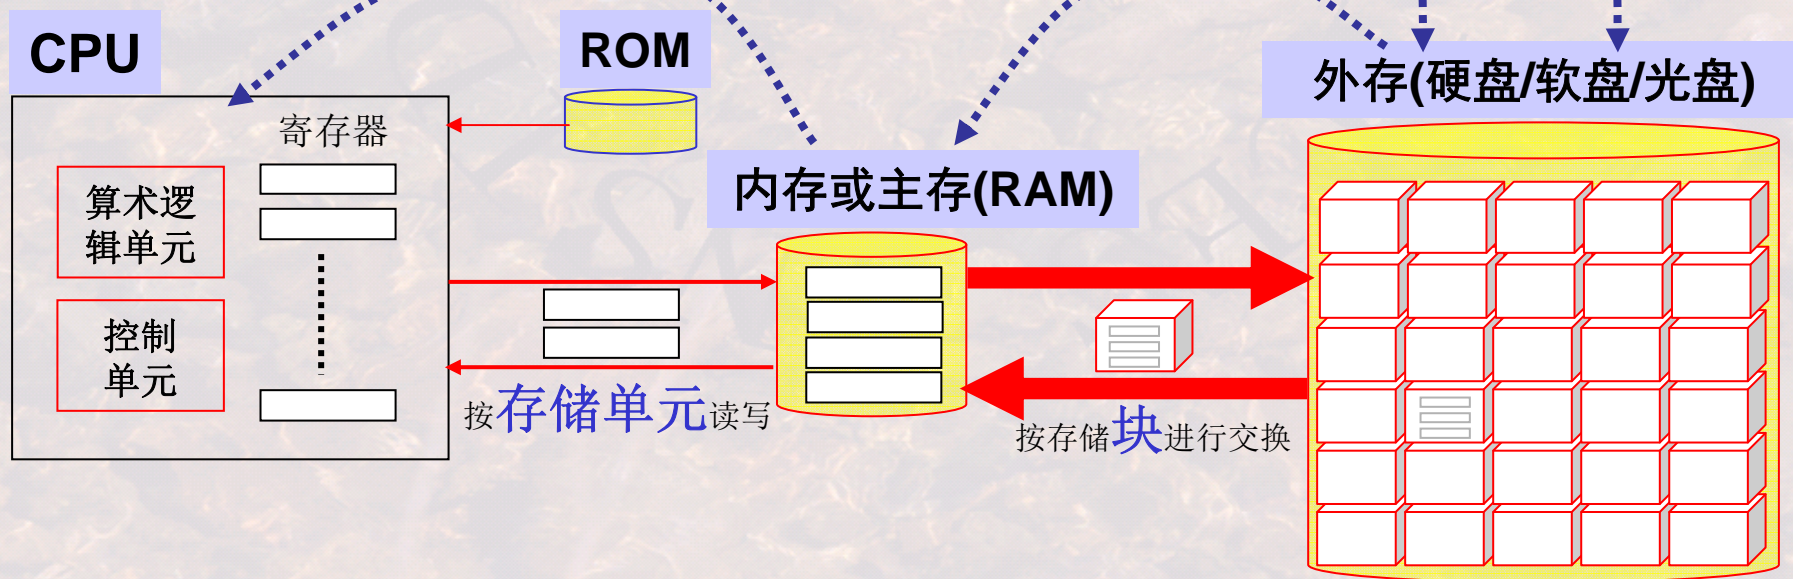 CPU
ROM
外存(硬盘/软盘/光盘)
寄存器
内存或主存(RAM)
算术逻
辑单元
控制
单元
按存储单元读写
按存储块进行交换